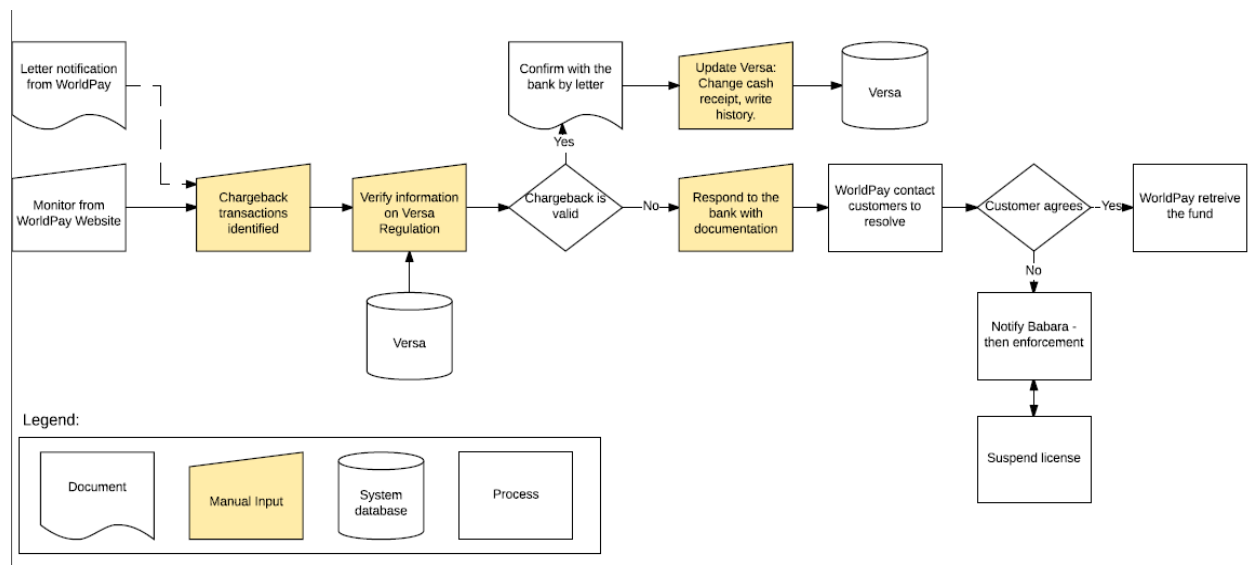 Letter notification
from WorldPay
Confirm with the
bank by letter
Update Versa:
Change cash
receipt, write
history.
Versa
Yes
Monitor from
WorldPay Website
Chargeback
transactions
identified
Verify information
on Versa
Regulation
Chargeback is
valid
No
Respond to the
bank with
documentation
WorldPay contact
customers to
resolve
Customer agrees
Yes
WorldPay retreive
the fund
No
Versa
Notify Babara -
then enforcement
Suspend license
Legend:
Document
Manual Input
System
database
Process